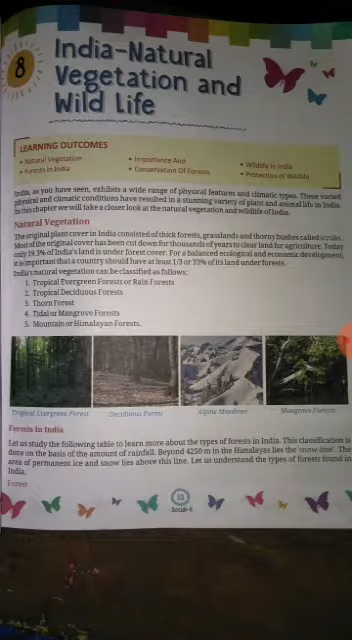 8
India–Natural
Vegetation and
Wild Life
LEARNING OUTCOMES
• Natural Vegetation
• Importance And
• Wildlife in India
• Forests in India
• Conservation Of Forests
• Protection of Wildlife
India, as you have seen, exhibits a wide range of physical features and climatic types. These varied
physical and climatic conditions have resulted in a stunning variety of plant and animal life in India.
In this chapter we will take a closer look at the natural vegetation and wildlife of India.
Natural Vegetation
The original plant cover in India consisted of thick forests, grasslands and thorny bushes called scrubs.
Most of the original cover has been cut down for thousands of years to clear land for agriculture. Today
only 19.3% of India's land is under forest cover. For a balanced ecological and economic development,
it is important that a country should have at least 1/3 or 33% of its land under forests.
India's natural vegetation can be classified as follows:
1. Tropical Evergreen Forests or Rain Forests
2. Tropical Deciduous Forests
3. Thorn Forest
4. Tidal or Mangrove Forests
5. Mountain or Himalayan Forests.
Tropical Evergreen Forest
Deciduous Forest
Alpine Meadows
Mangrove Forests
Forests in India
Let us study the following table to learn more about the types of forests in India. This classification is
done on the basis of the amount of rainfall. Beyond 4250 m in the Himalayas lies the 'snow-line'. The
area of permanent ice and snow lies above this line. Let us understand the types of forests found in
India.
Forest
53
Social-6